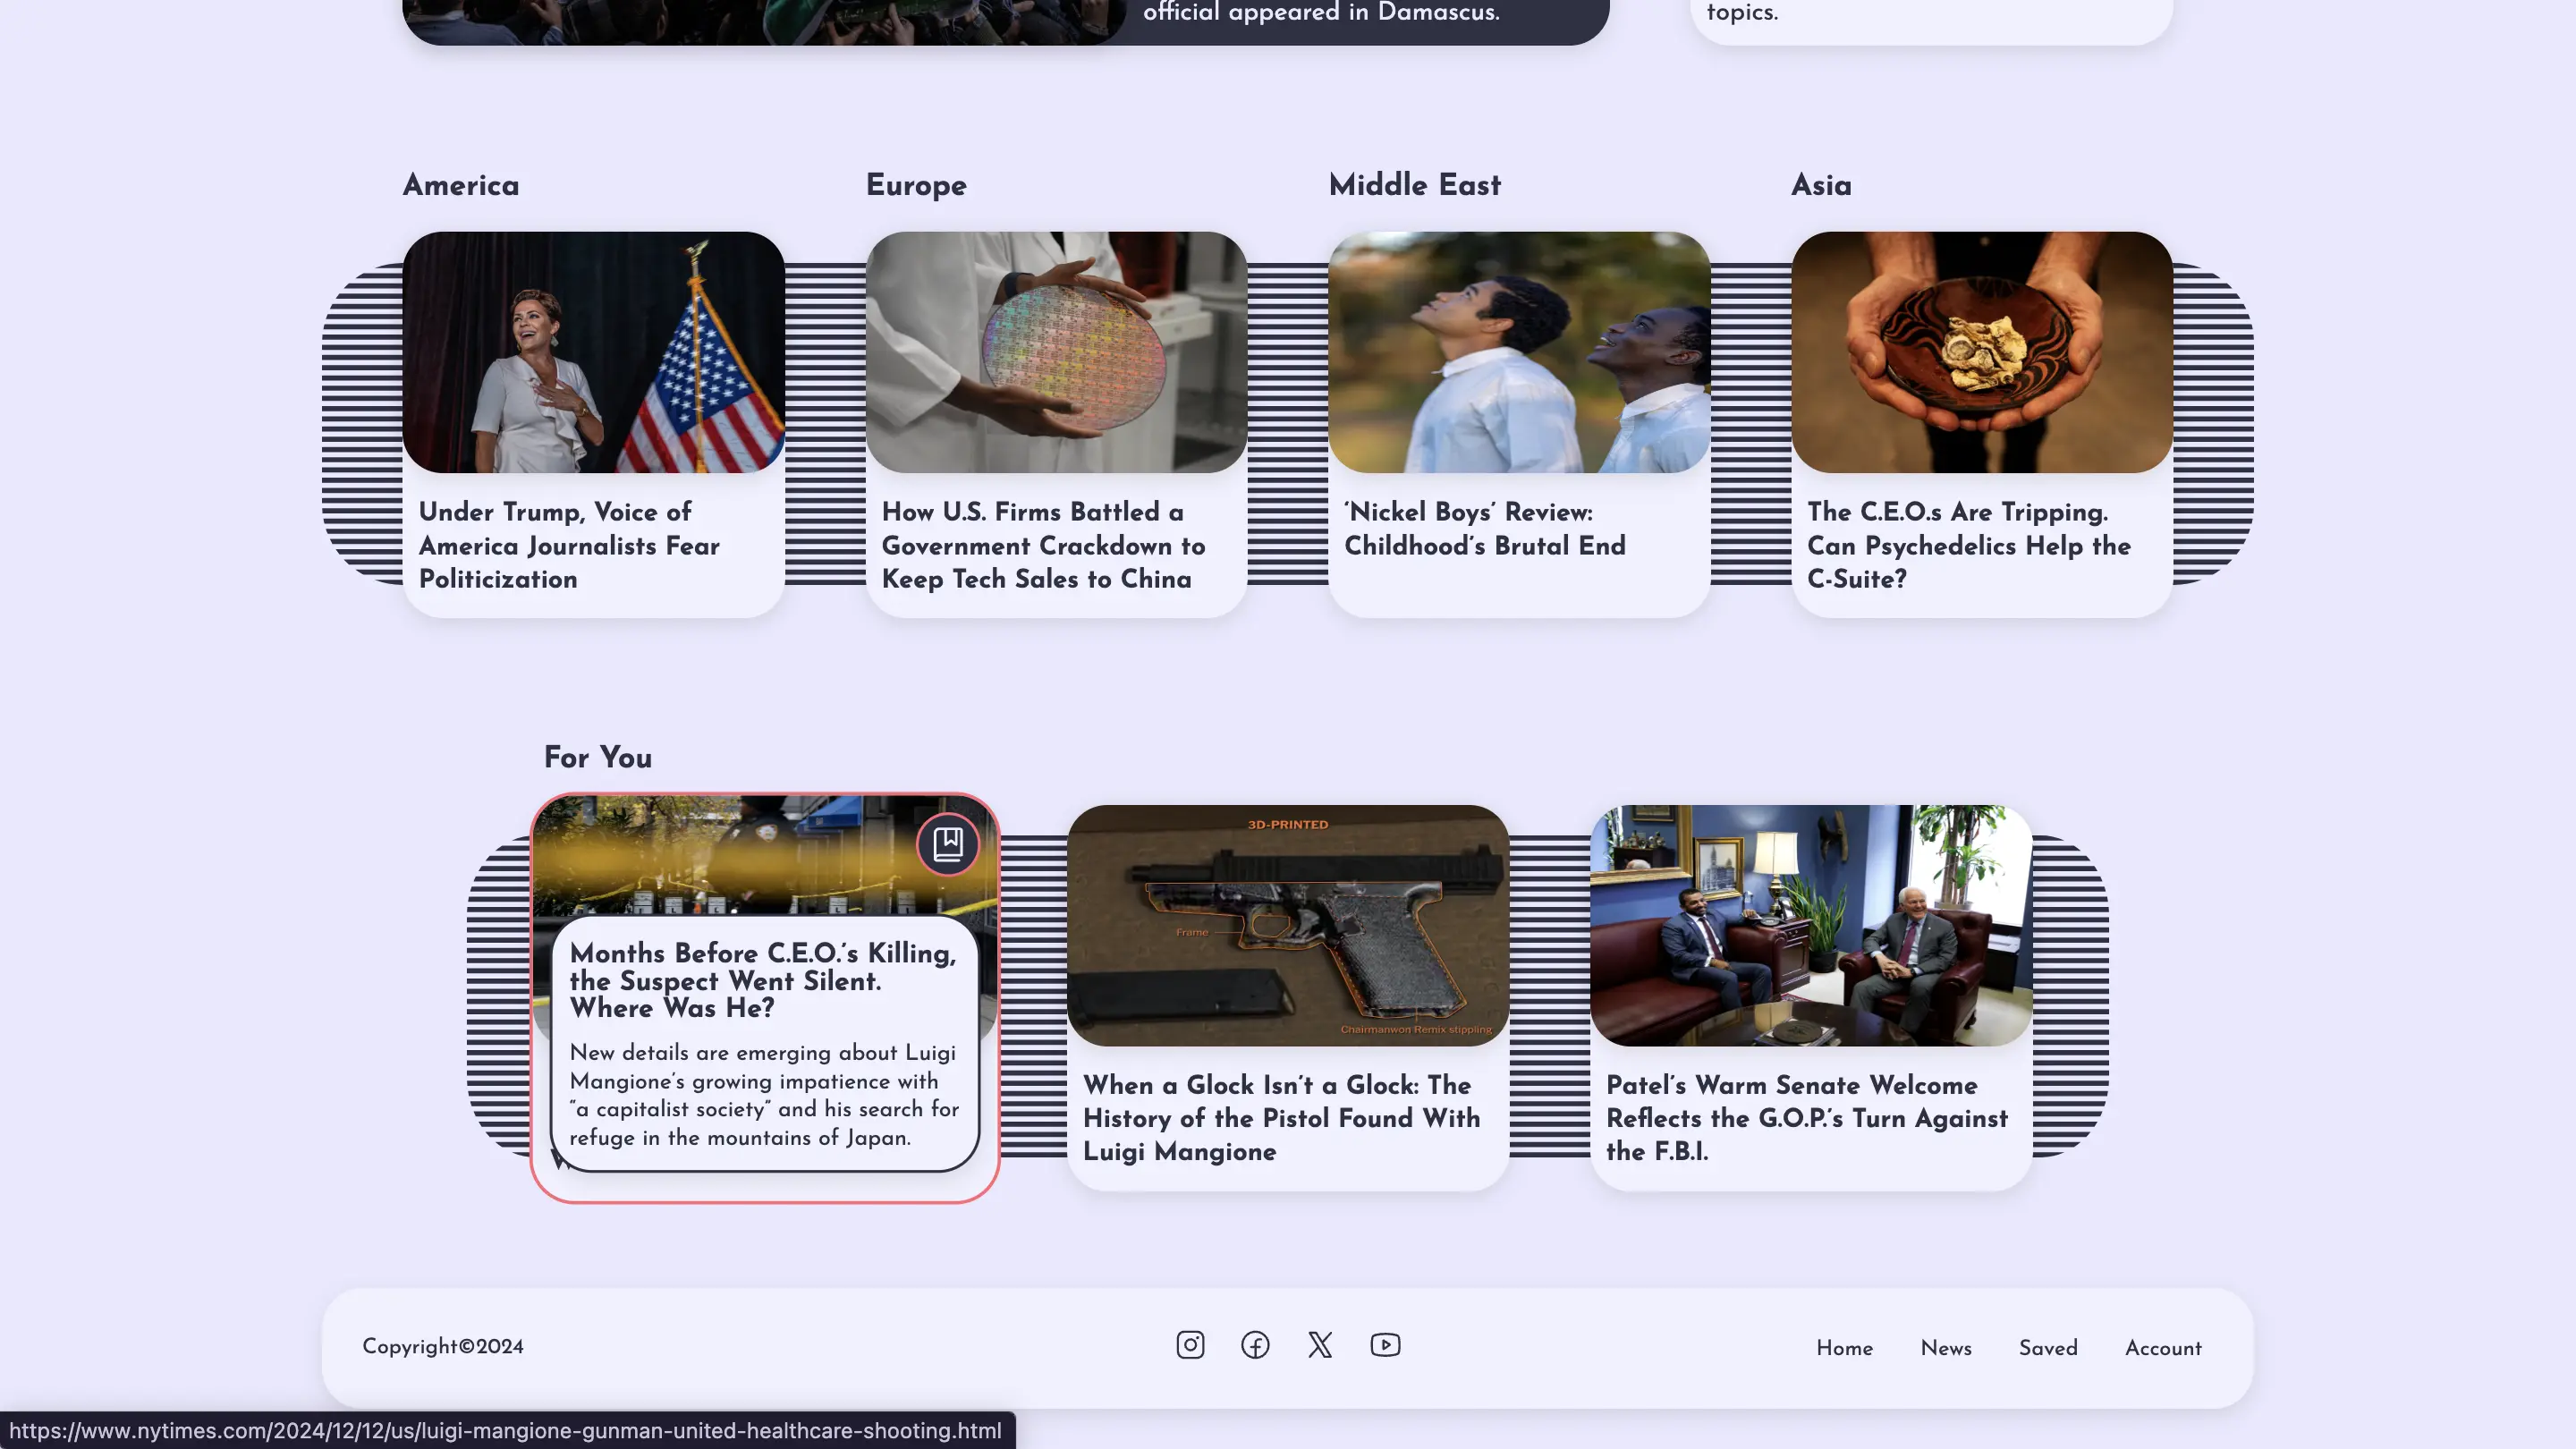 official appeared in Damascus.
topics.
America
Europe
Middle East
Asia
Under Trump, Voice of
America Journalists Fear
Politicization
How U.S. Firms Battled a
Government Crackdown to
Keep Tech Sales to China
‘Nickel Boys’ Review:
Childhood’s Brutal End
The C.E.O.s Are Tripping.
Can Psychedelics Help the
C-Suite?
For You
Months Before C.E.O.’s Killing,
the Suspect Went Silent.
Where Was He?
New details are emerging about Luigi
Mangione’s growing impatience with
“a capitalist society” and his search for
refuge in the mountains of Japan.
3D-PRINTED
Frame
Chairmanwon Remix stippling
When a Glock Isn’t a Glock: The
History of the Pistol Found With
Luigi Mangione
Patel’s Warm Senate Welcome
Reflects the G.O.P.’s Turn Against
the F.B.I.
Copyright©2024
Home
News
Saved
Account
https://www.nytimes.com/2024/12/12/us/luigi-mangione-gunman-united-healthcare-shooting.html